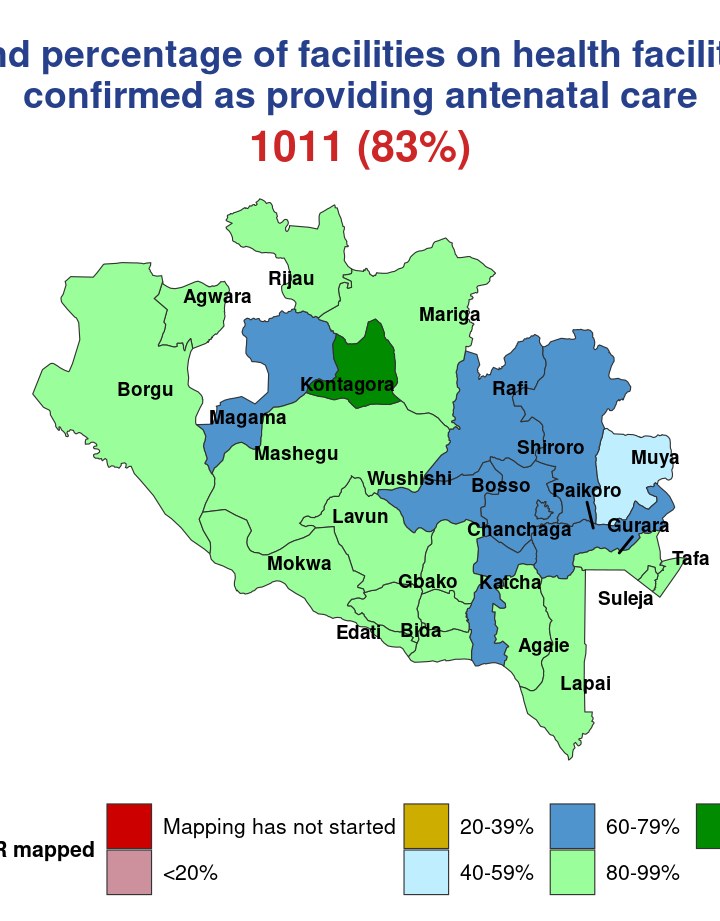 percentage of facilities on health
confirmed as providing antenatal care
1011 (83%)
Rijau
Agwara
Mariga
Borgu
Kontagora
Rafi
Magama
Mashegu
Shiroro
Muya
Wushishi
Bosso
Paikoro
Lavun
Chanchaga
Gurara
Mokwa
Tafa
Gbako
Katcha
Suleja
Edati
Bida
Agaie
Lapai
Mapping has not started
20-39%
60-79%
mapped
<20%
40-59%
80-99%